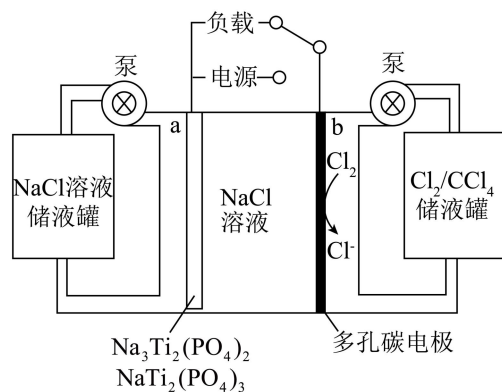 负载
电源
泵
泵
a
b
NaCl溶液
储液罐
NaCl
溶液
Cl₂
Cl⁻
Cl₂/CCl₄
储液罐
Na₃Ti₂(PO₄)₂
NaTi₂(PO₄)₃
多孔碳电极